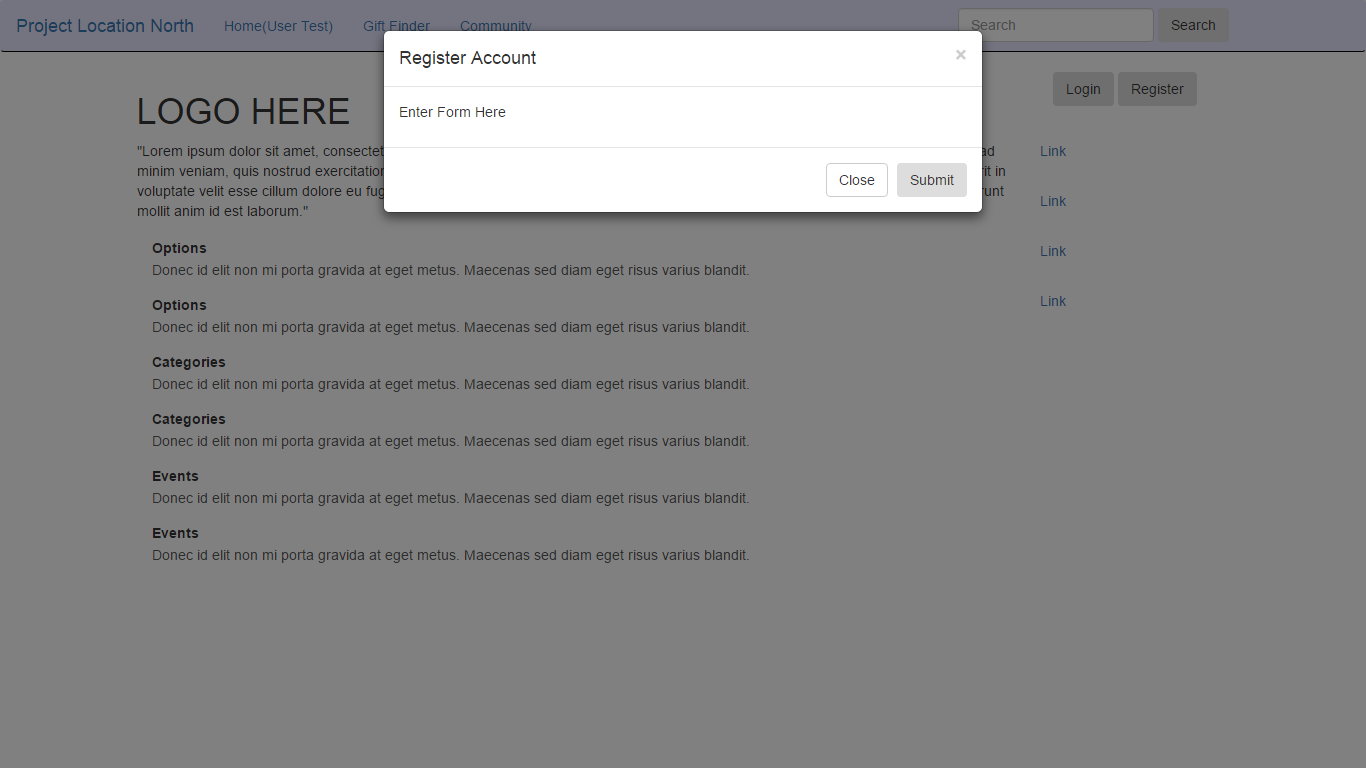 Project Location North Home(User Test) Gift Finder Community Search Search
Register Account ×
Enter Form Here
Close Submit
Login Register
LOGO HERE
"Lorem ipsum dolor sit amet, ad
minim veniam, quis nostrud in
voluptate velit esse cillum dolore eu
mollit anim id est laborum."
Link
Link
Link
Link
Options
Donec id elit non mi porta gravida at eget metus. Maecenas sed diam eget risus varius blandit.
Options
Donec id elit non mi porta gravida at eget metus. Maecenas sed diam eget risus varius blandit.
Categories
Donec id elit non mi porta gravida at eget metus. Maecenas sed diam eget risus varius blandit.
Categories
Donec id elit non mi porta gravida at eget metus. Maecenas sed diam eget risus varius blandit.
Events
Donec id elit non mi porta gravida at eget metus. Maecenas sed diam eget risus varius blandit.
Events
Donec id elit non mi porta gravida at eget metus. Maecenas sed diam eget risus varius blandit.